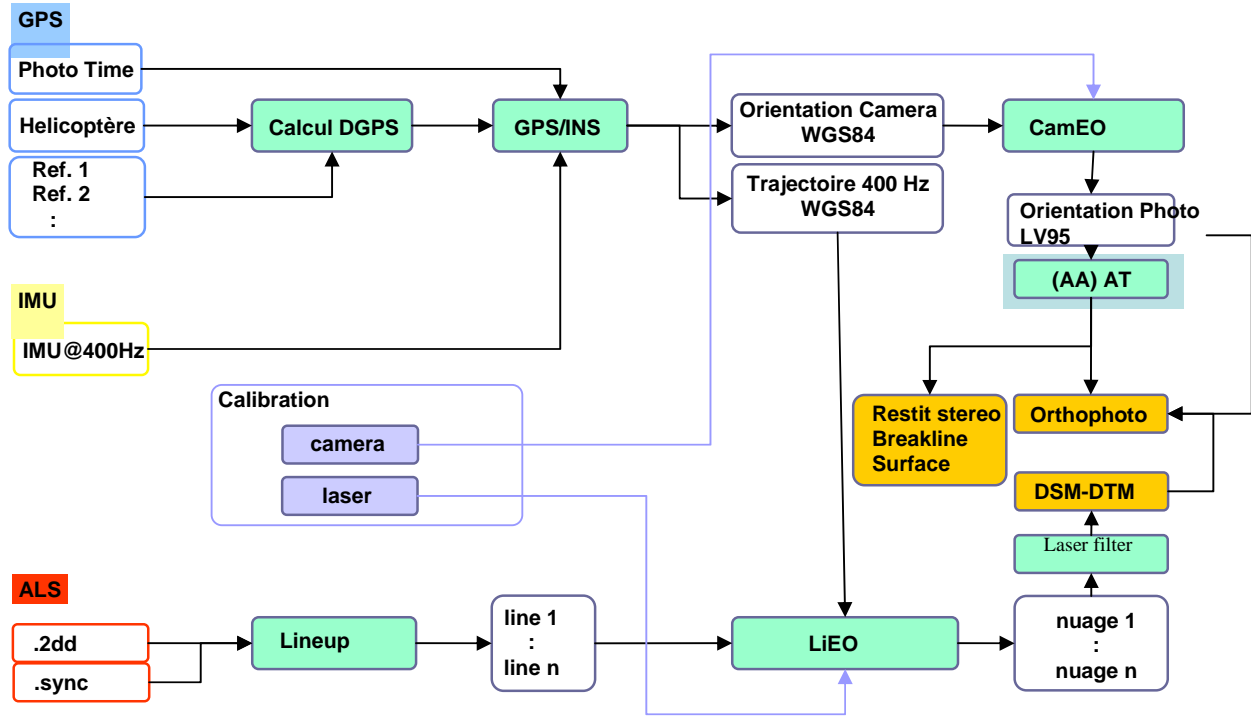 GPS
Photo Time
Helicoptère
Ref. 1
Ref. 2
:
Calcul DGPS
GPS/INS
Orientation Camera
WGS84
Trajectoire 400 Hz
WGS84
CamEO
Orientation Photo
LV95
(AA) AT
IMU
IMU@400Hz
Calibration
camera
laser
Restit stereo
Breakline
Surface
Orthophoto
DSM-DTM
Laser filter
ALS
.2dd
.sync
Lineup
line 1
:
line n
LiEO
nuage 1
:
nuage n